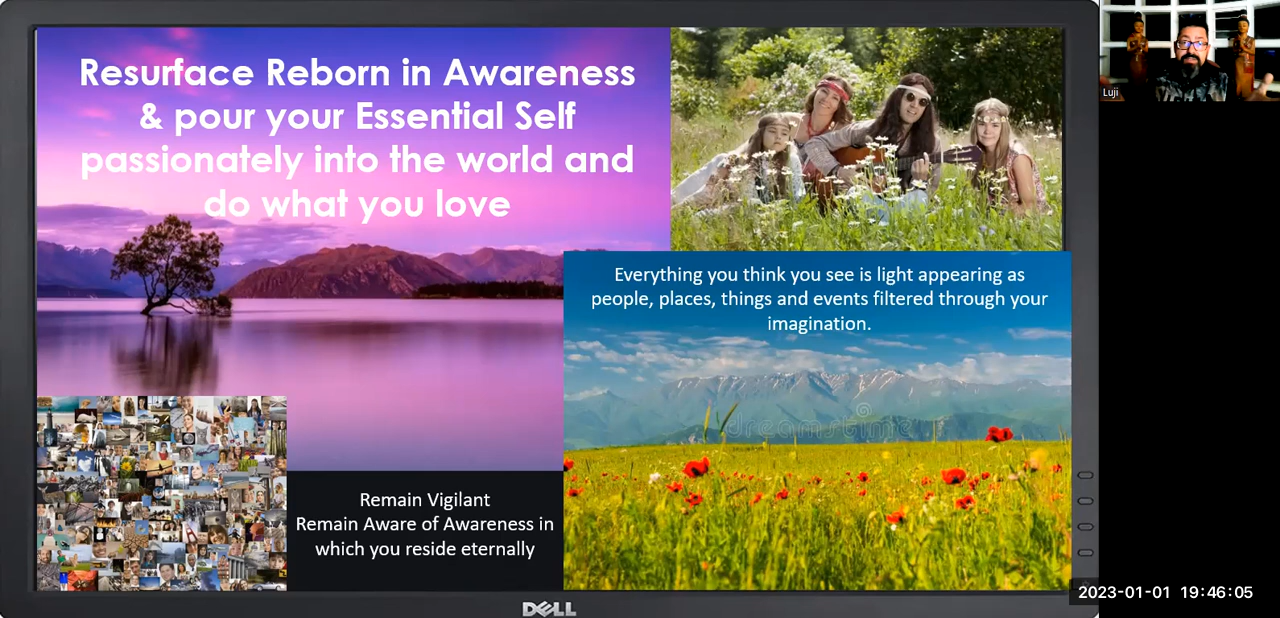 Resurface Reborn in Awareness
& pour your Essential Self
passionately into the world and
do what you love
Luji
Everything you think you see is light appearing as
people, places, things and events filtered through your
imagination.
dreamstime
Remain Vigilant
Remain Aware of Awareness in
which you reside eternally
DELL
2023-01-01 19:46:05